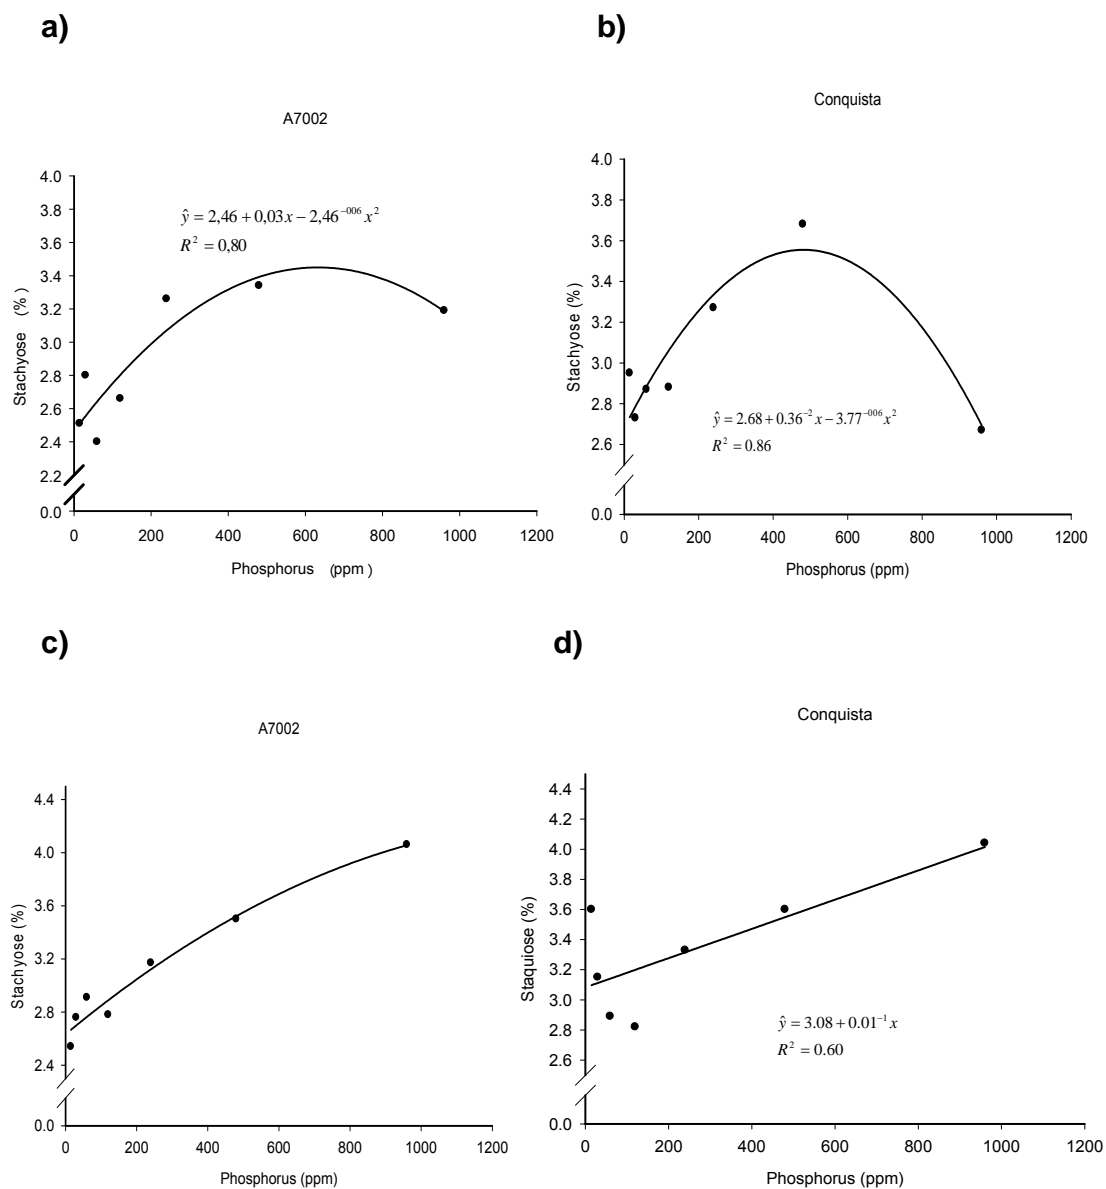 a)
A7002
4.0
3.8
3.6
3.4
3.2
3.0
2.8
2.6
2.4
2.2
0.0
Stachyose (%)
ŷ = 2,46 + 0,03x − 2,46⁻⁰⁰⁶ x²
R² = 0,80
0 200 400 600 800 1000 1200
Phosphorus (ppm)
b)
Conquista
4.0
3.8
3.6
3.4
3.2
3.0
2.8
2.6
0.0
Stachyose (%)
ŷ = 2.68 + 0.36⁻² x − 3.77⁻⁰⁰⁶ x²
R² = 0.86
0 200 400 600 800 1000 1200
Phosphorus (ppm)
c)
A7002
4.4
4.0
3.6
3.2
2.8
2.4
0.0
Stachyose (%)
0 200 400 600 800 1000 1200
Phosphorus (ppm)
d)
Conquista
4.4
4.2
4.0
3.8
3.6
3.4
3.2
3.0
2.8
2.6
0.0
Staquiose (%)
ŷ = 3.08 + 0.01⁻¹ x
R² = 0.60
0 200 400 600 800 1000 1200
Phosphorus (ppm)